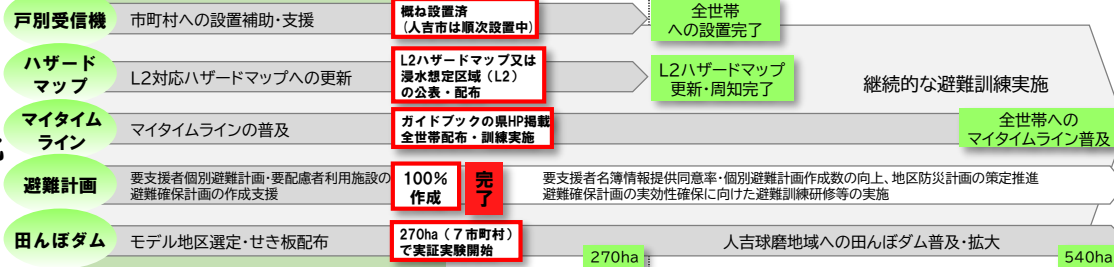 戸別受信機
市町村への設置補助・支援
概ね設置済
(人吉市は順次設置中)
全世帯
への設置完了
ハザード
マップ
L2対応ハザードマップへの更新
L2ハザードマップ又は
浸水想定区域（L2）
の公表・配布
L2ハザードマップ
更新・周知完了
継続的な避難訓練実施
マイタイム
ライン
マイタイムラインの普及
ガイドブックの県HP掲載
全世帯配布・訓練実施
全世帯への
マイタイムライン普及
避難計画
要支援者個別避難計画・要配慮者利用施設の
避難確保計画の作成支援
100%
作成
完
了
要支援者名簿情報提供同意率・個別避難計画作成数の向上、地区防災計画の策定推進
避難確保計画の実効性確保に向けた避難訓練研修等の実施
田んぼダム
モデル地区選定・せき板配布
270ha（7市町村）
で実証実験開始
270ha
人吉球磨地域への田んぼダム普及・拡大
540ha